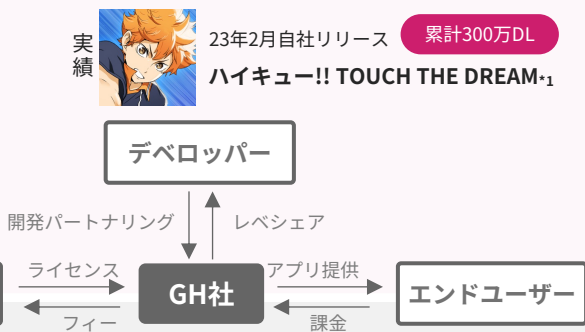 実績
23年2月自社リリース
累計300万DL
ハイキュー!! TOUCH THE DREAM*1
デベロッパー
開発パートナリング
レベシェア
ライセンス
アプリ提供
GH社
エンドユーザー
フィー
課金